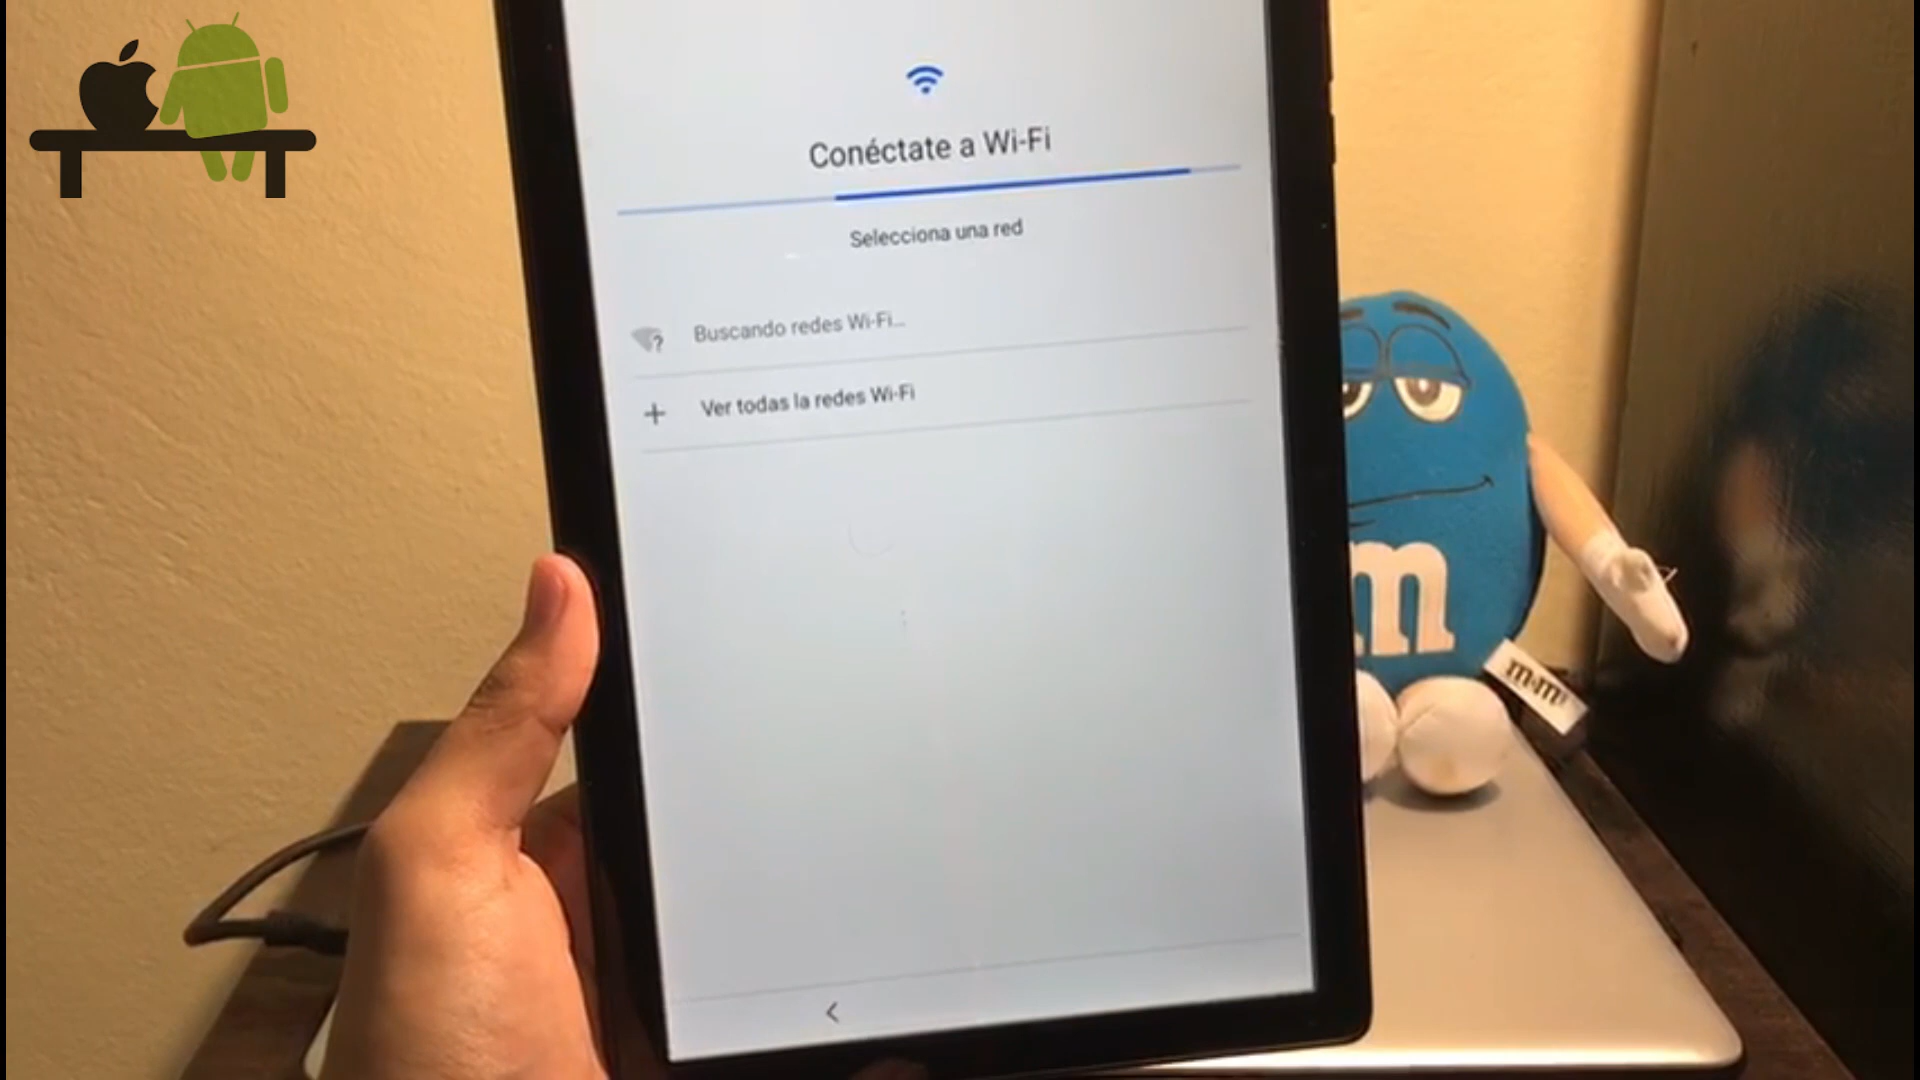 Conéctate a Wi-Fi
Selecciona una red
Buscando redes Wi-Fi...
Ver todas la redes Wi-Fi
m
m&m's